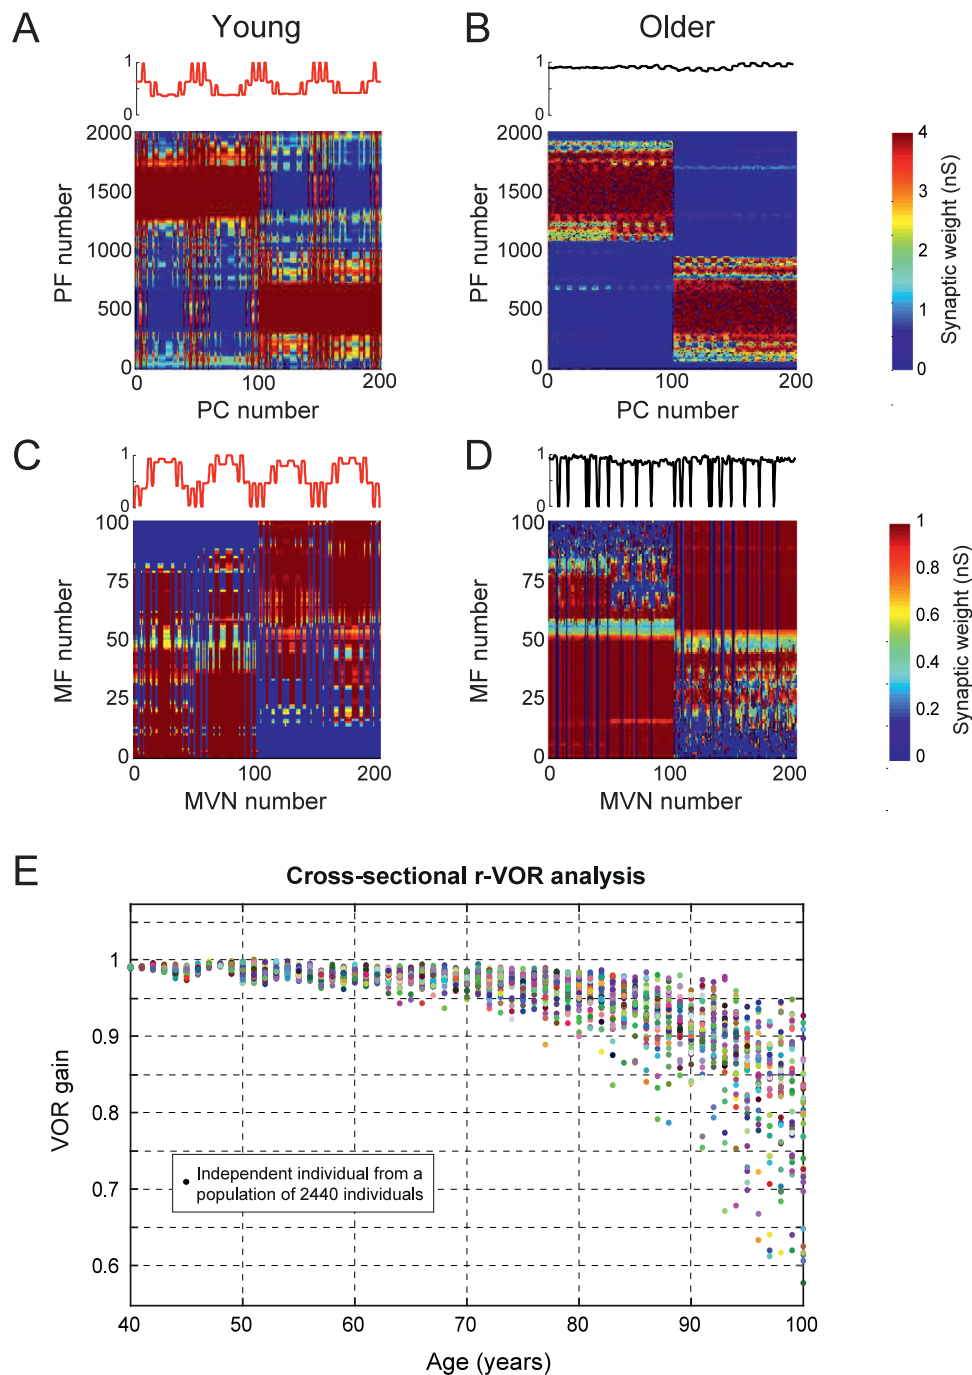 A Young
B Older
1
0
1
0
2000
1500
1000
500
0
PF number
0 100 200
PC number
2000
1500
1000
500
0
PF number
0 100 200
PC number
4
3
2
1
0
Synaptic weight (nS)
C
D
1
0
1
0
100
75
50
25
0
MF number
0 100 200
MVN number
100
75
50
25
0
MF number
0 100 200
MVN number
1
0.8
0.6
0.4
0.2
0
Synaptic weight (nS)
E
Cross-sectional r-VOR analysis
1
0.9
0.8
0.7
0.6
VOR gain
Independent individual from a
population of 2440 individuals
40 50 60 70 80 90 100
Age (years)